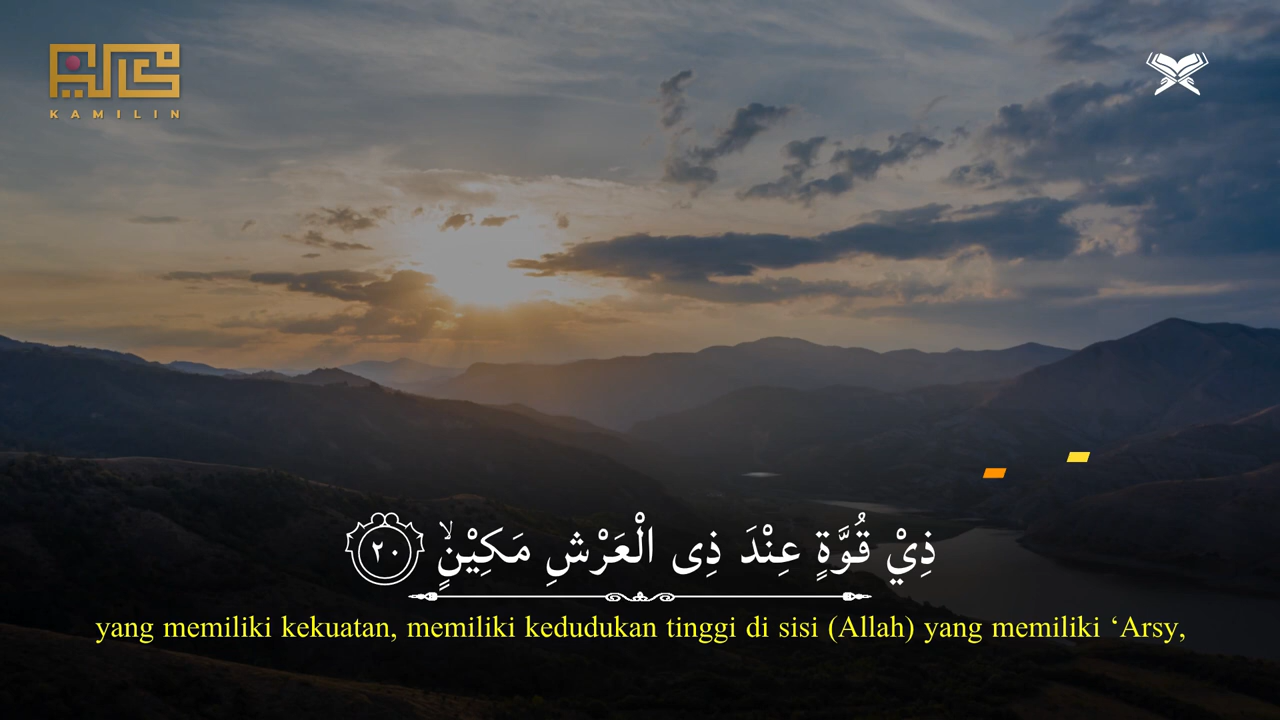 KAMILIN
ذِيْ قُوَّةٍ عِنْدَ ذِى الْعَرْشِ مَكِيْنٍۙ ٢٠
yang memiliki kekuatan, memiliki kedudukan tinggi di sisi (Allah) yang memiliki ‘Arsy,